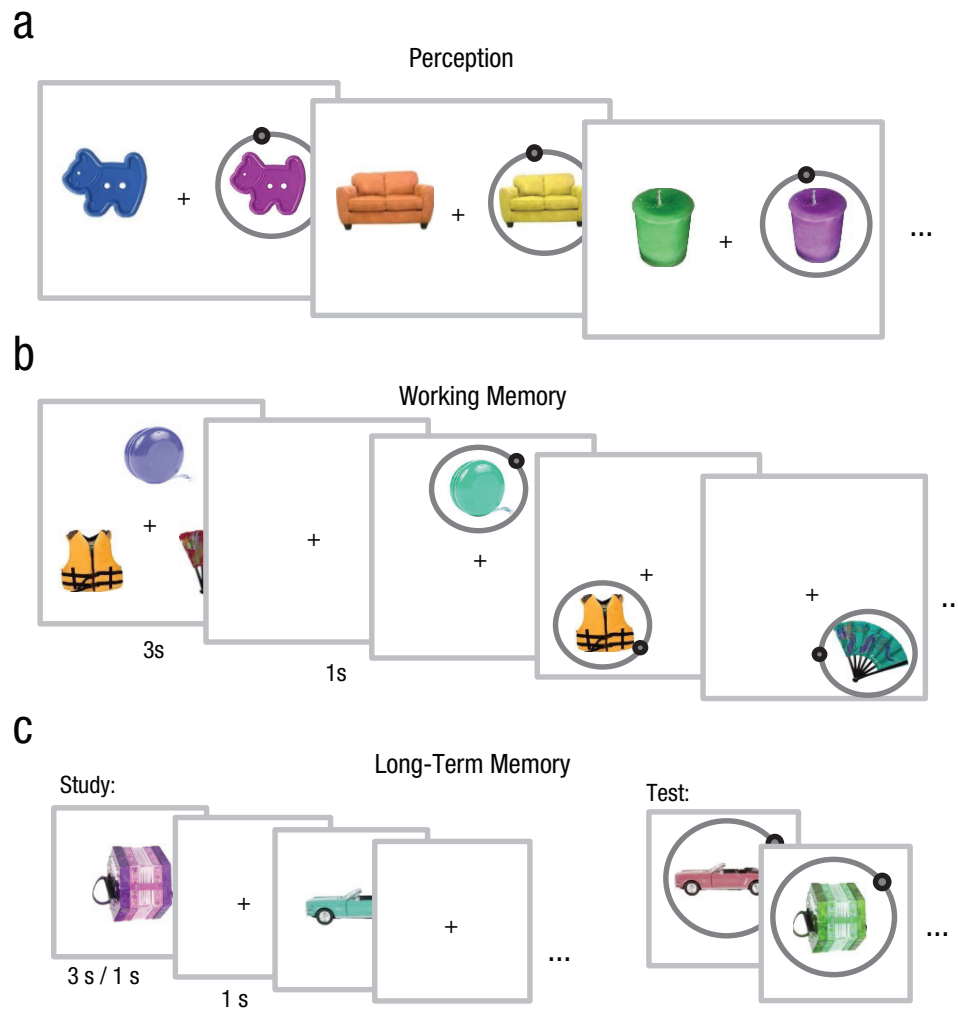 a
Perception
+
+
+
...
b
Working Memory
+
+
+
+
+
..
3s
1s
c
Long-Term Memory
Study:
Test:
+
+
...
...
3 s / 1 s
1 s